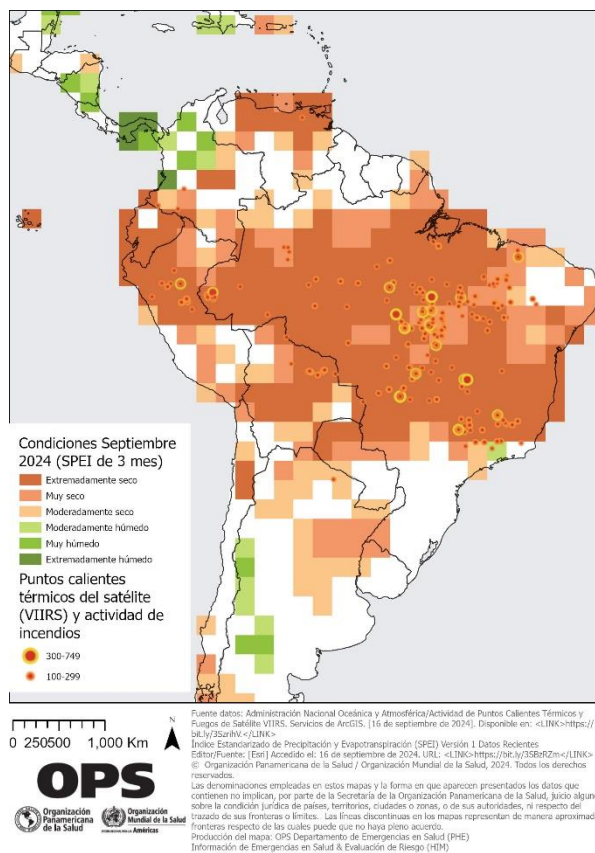 Condiciones Septiembre
2024 (SPEI de 3 mes)
Extremadamente seco
Muy seco
Moderadamente seco
Moderadamente húmedo
Muy húmedo
Extremadamente húmedo
Puntos calientes
térmicos del satélite
(VIIRS) y actividad de
incendios
300-749
100-299
0 250500 1,000 Km
N
OPS
Organización
Panamericana
de la Salud
Organización
Mundial de la Salud
Américas
Fuente datos: Administración Nacional Oceánica y Atmosférica/Actividad de Puntos Calientes Térmicos y
Fuegos de Satélite VIIRS. Servicios de ArcGIS. [16 de septiembre de 2024]. Disponible en: <LINK>https://
bit.ly/3SzrihV.</LINK>
Índice Estandarizado de Precipitación y Evapotranspiración (SPEI) Versión 1 Datos Recientes
Editor/Fuente: [Esri] Accedido el: 16 de septiembre de 2024. URL: <LINK>https://bit.ly/3SBzRZm</LINK>
© Organización Panamericana de la Salud / Organización Mundial de la Salud, 2024. Todos los derechos
reservados.
Las denominaciones empleadas en estos mapas y la forma en que aparecen presentados los datos que
contienen no implican, por parte de la Secretaría de la Organización Panamericana de la Salud, juicio algun
sobre la condición jurídica de países, territorios, ciudades o zonas, o de sus autoridades, ni respecto del
trazado de sus fronteras o límites. Las líneas discontinuas en los mapas representan de manera aproximad
fronteras respecto de las cuales puede que no haya pleno acuerdo.
Producción del mapa: OPS Departamento de Emergencias en Salud (PHE)
Información de Emergencias en Salud & Evaluación de Riesgo (HIM)